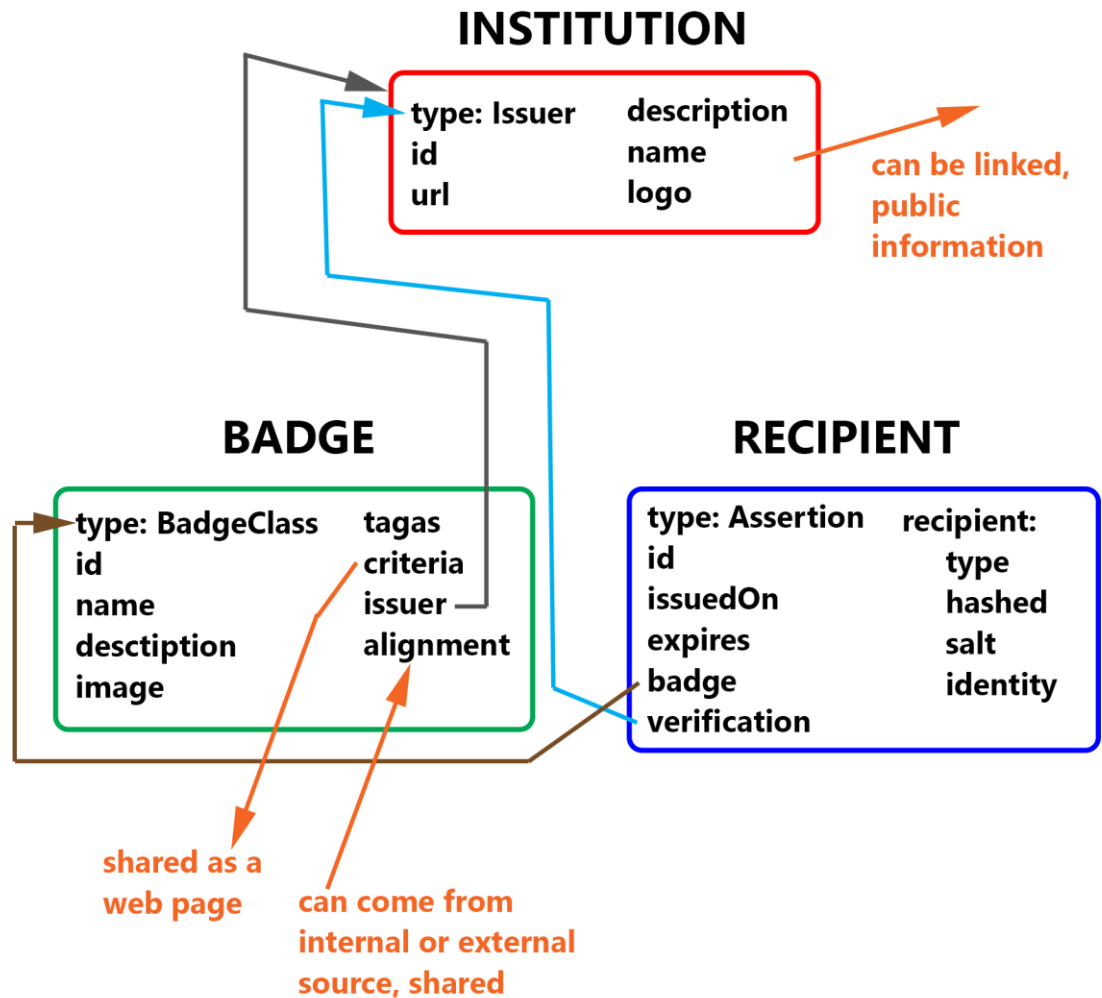 INSTITUTION
type: Issuer
id
url
description
name
logo
can be linked,
public
information
BADGE
type: BadgeClass
id
name
desctiption
image
tagas
criteria
issuer
alignment
RECIPIENT
type: Assertion
id
issuedOn
expires
badge
verification
recipient:
type
hashed
salt
identity
shared as a
web page
can come from
internal or external
source, shared